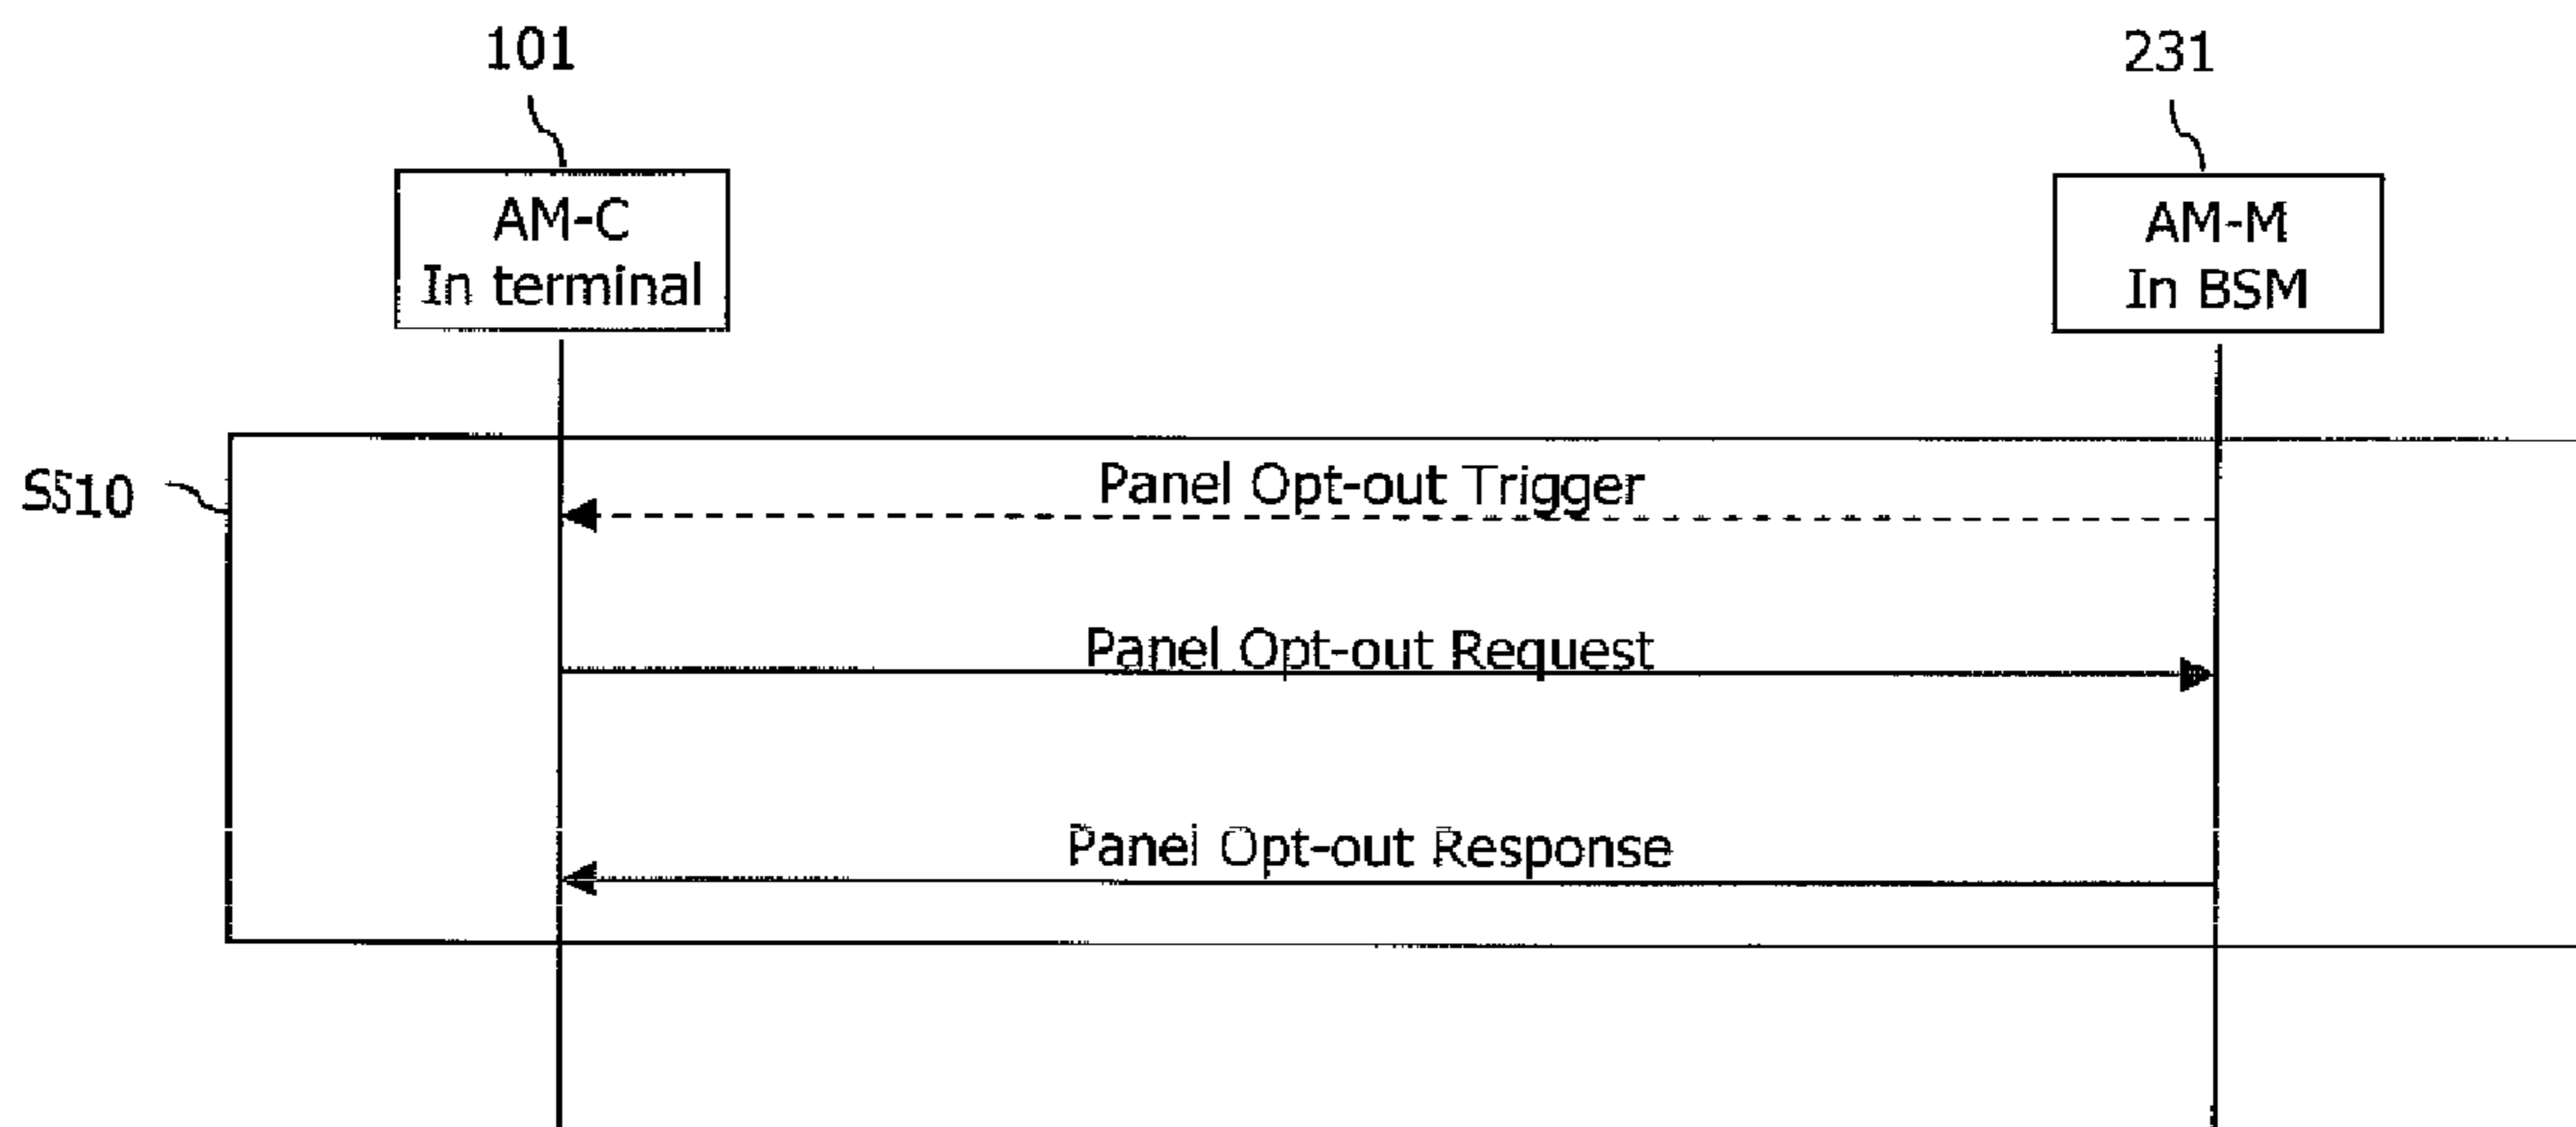 101
231
AM-C
In terminal
AM-M
In BSM
SS10
Panel Opt-out Trigger
Panel Opt-out Request
Panel Opt-out Response